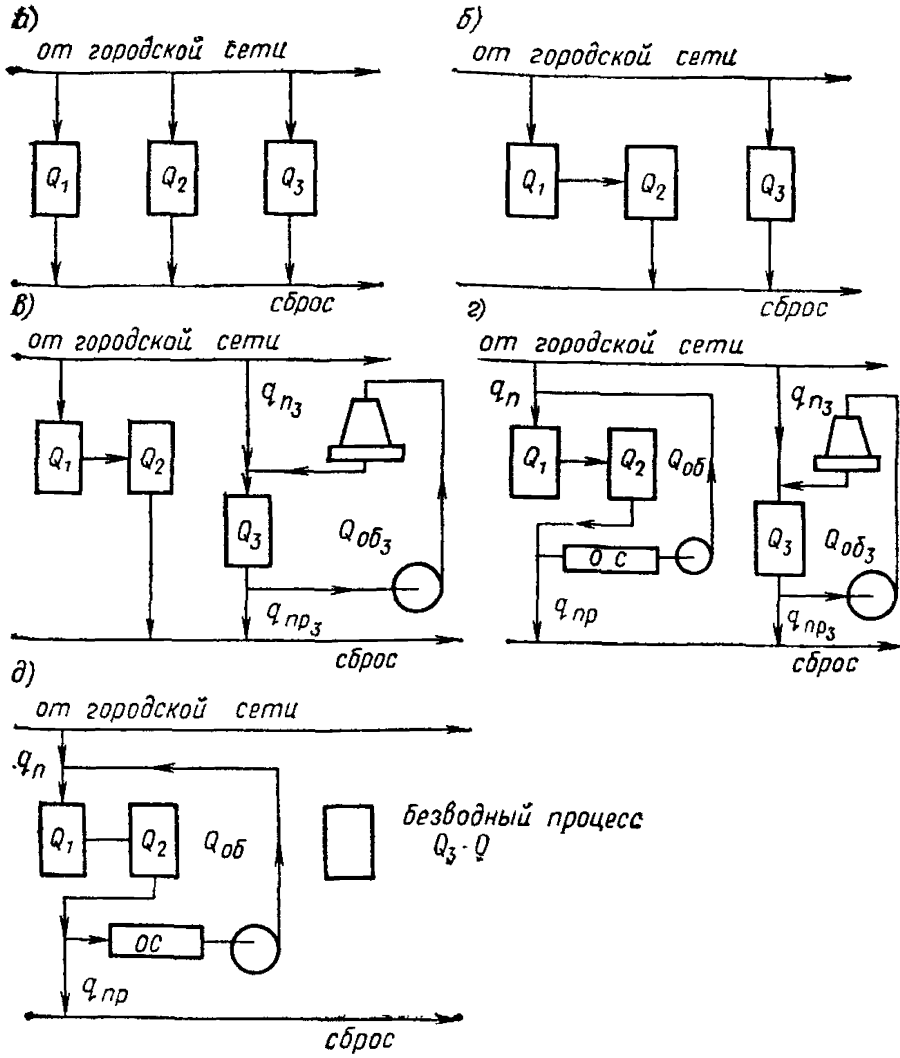 а)
от городской сети
Q1
Q2
Q3
сброс
б)
от городской сети
Q1
Q2
Q3
сброс
в)
от городской сети
qп3
Q1
Q2
Q3
Qоб3
qпр3
сброс
г)
от городской сети
qп
qп3
Q1
Q2
Qоб
ОС
Q3
Qоб3
qпр
qпр3
сброс
д)
от городской сети
qп
Q1
Q2
Qоб
безводный процесс
Q3-0
ОС
qпр
сброс